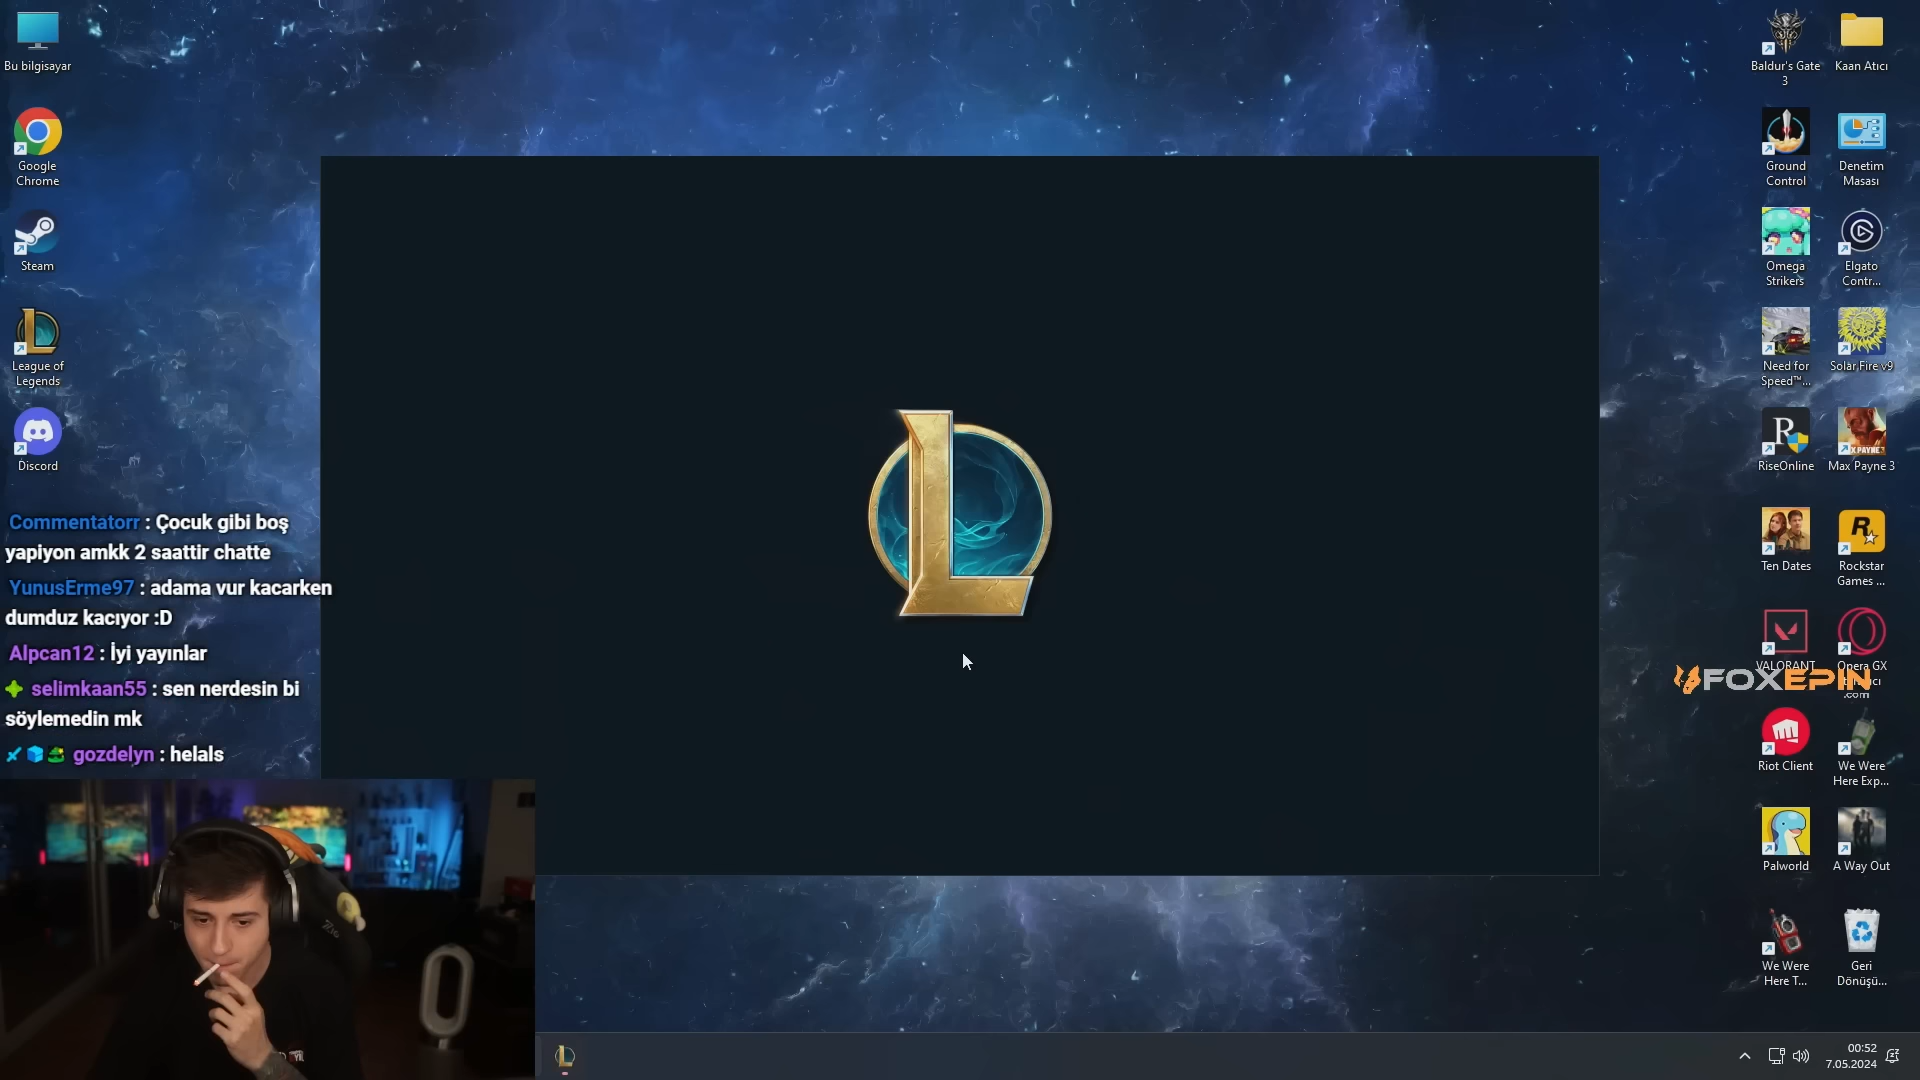 Bu bilgisayar
Google
Chrome
Steam
League of
Legends
Discord
Commentatorr : Çocuk gibi boş
yapiyon amkk 2 saattir chatte
YunusErme97 : adama vur kacarken
dumduz kacıyor :D
Alpcan12 : İyi yayınlar
selimkaan55 : sen nerdesin bi
söylemedin mk
gozdelyn : helals
Baldur's Gate
3
Kaan Atıcı
Ground
Control
Denetim
Masası
Omega
Strikers
Elgato
Contr...
Need for
Speed™...
Solar Fire v9
RiseOnline
Max Payne 3
Ten Dates
Rockstar
Games ...
VALORANT
Opera GX
FOXEPIN
.com
Riot Client
We Were
Here Exp...
Palworld
A Way Out
We Were
Here T...
Geri
Dönüşü...
00:52
7.05.2024